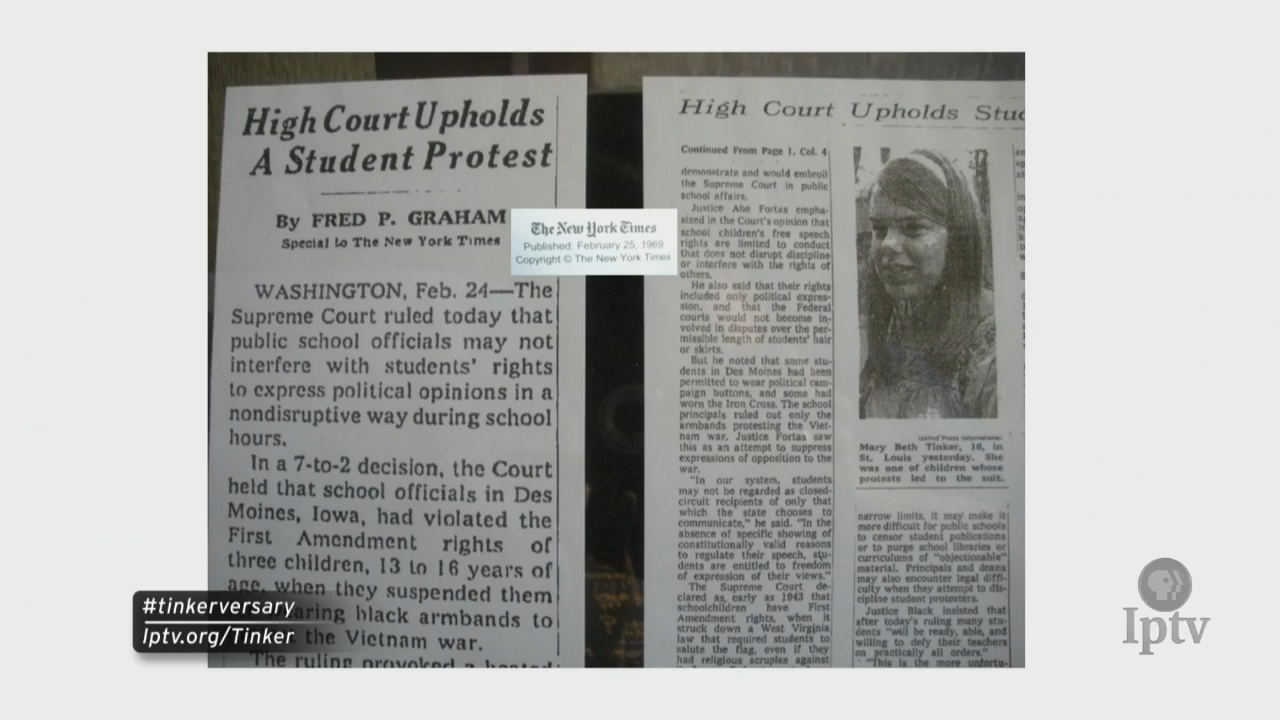 High Court Upholds
A Student Protest
By FRED P. GRAHAM
Special to The New York Times
WASHINGTON, Feb. 24—The
Supreme Court ruled today that
public school officials may not
interfere with students' rights
to express political opinions in a
nondisruptive way during school
hours.
In a 7-to-2 decision, the Court
held that school officials in Des
Moines, Iowa, had violated the
First Amendment rights of
three children, 13 to 16 years of
age, when they suspended them
aring black armbands to
the Vietnam war.
The ruling provoked a heated
The New York Times
Published: February 25, 1969
Copyright © The New York Times
High Court Upholds Stud
Continued From Page 1, Col. 4
demonstrate and would embroil
the Supreme Court in public
school affairs.
Justice Abe Fortas empha-
sized in the Court's opinion that
school children's free speech
rights are limited to conduct
that does not disrupt discipline
or interfere with the rights of
others.
He also said that their rights
included only political expres-
sion, and that the Federal
courts would not become in-
volved in disputes over the per-
missible length of students' hair
or skirts.
But he noted that some stu-
dents in Des Moines had been
permitted to wear political cam-
paign buttons, and some had
worn the Iron Cross. The school
principals ruled out only the
armbands protesting the Viet-
nam war. Justice Fortas saw
this as an attempt to suppress
expressions of opposition to the
war.
"In our system, students
may not be regarded as closed-
circuit recipients of only that
which the state chooses to
communicate," he said. "In the
absence of specific showing of
constitutionally valid reasons
to regulate their speech, stu-
dents are entitled to freedom
of expression of their views."
The Supreme Court de-
clared as early as 1943 that
schoolchildren have First
Amendment rights, when it
struck down a West Virginia
law that required students to
salute the flag, even if they
had religious scruples against
United Press International
Mary Beth Tinker, 16, in
St. Louis yesterday. She
was one of children whose
protests led to the suit.
narrow limits, it may make it
more difficult for public schools
to censor student publications
or to purge school libraries or
curriculums of "objectionable"
material. Principals and deans
may also encounter legal diffi-
culty when they attempt to dis-
cipline student protesters.
Justice Black insisted that
after today's ruling many stu-
dents "will be ready, able, and
willing to defy their teachers
on practically all orders."
"This is the more unfortu-
#tinkerversary
Iptv.org/Tinker
Iptv